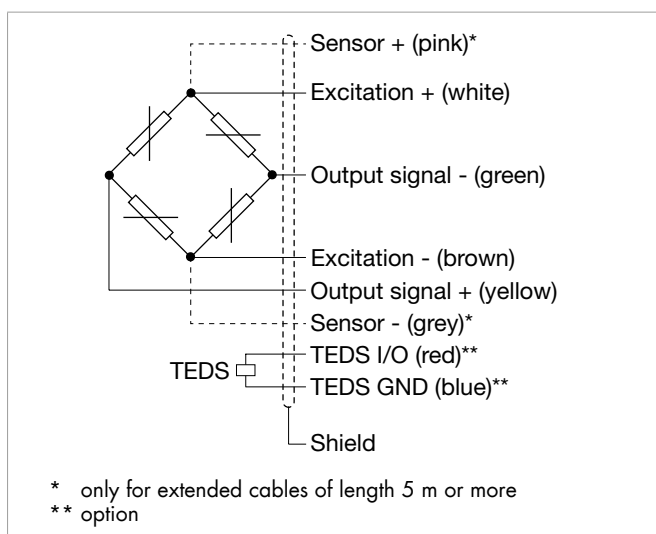 Sensor + (pink)*
Excitation + (white)
Output signal - (green)
Excitation - (brown)
Output signal + (yellow)
Sensor - (grey)*
TEDS I/O (red)**
TEDS
TEDS GND (blue)**
Shield
* only for extended cables of length 5 m or more
** option